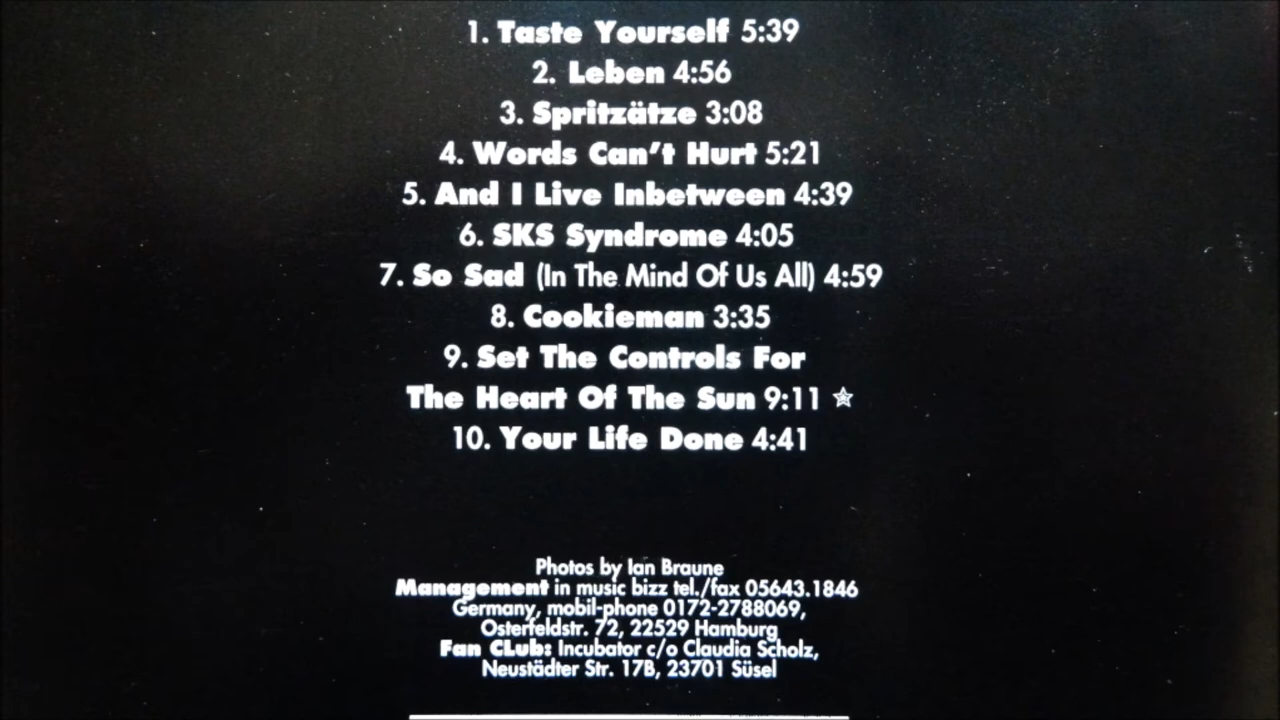 1. Taste Yourself 5:39
2. Leben 4:56
3. Spritzätze 3:08
4. Words Can't Hurt 5:21
5. And I Live Inbetween 4:39
6. SKS Syndrome 4:05
7. So Sad (In The Mind Of Us All) 4:59
8. Cookieman 3:35
9. Set The Controls For
The Heart Of The Sun 9:11 ☆
10. Your Life Done 4:41
Photos by Ian Braune
Management in music bizz tel./fax 05643.1846
Germany, mobil-phone 0172-2788069,
Osterfeldstr. 72, 22529 Hamburg
Fan CLub: Incubator c/o Claudia Scholz,
Neustädter Str. 17B, 23701 Süsel